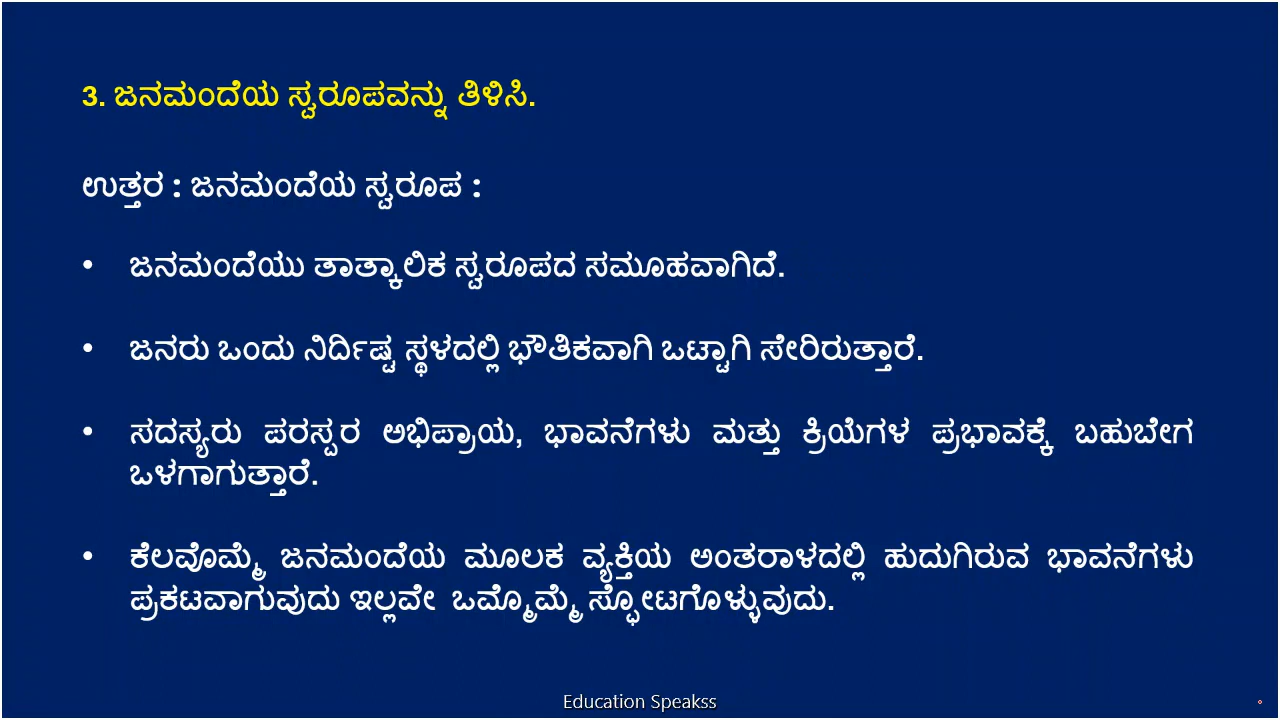 3. ಜನಮಂದೆಯ ಸ್ವರೂಪವನ್ನು ತಿಳಿಸಿ.
ಉತ್ತರ : ಜನಮಂದೆಯ ಸ್ವರೂಪ :
• ಜನಮಂದೆಯು ತಾತ್ಕಾಲಿಕ ಸ್ವರೂಪದ ಸಮೂಹವಾಗಿದೆ.
• ಜನರು ಒಂದು ನಿರ್ದಿಷ್ಟ ಸ್ಥಳದಲ್ಲಿ ಭೌತಿಕವಾಗಿ ಒಟ್ಟಾಗಿ ಸೇರಿರುತ್ತಾರೆ.
• ಸದಸ್ಯರು ಪರಸ್ಪರ ಅಭಿಪ್ರಾಯ, ಭಾವನೆಗಳು ಮತ್ತು ಕ್ರಿಯೆಗಳ ಪ್ರಭಾವಕ್ಕೆ ಬಹುಬೇಗ
ಒಳಗಾಗುತ್ತಾರೆ.
• ಕೆಲವೊಮ್ಮೆ ಜನಮಂದೆಯ ಮೂಲಕ ವ್ಯಕ್ತಿಯ ಅಂತರಾಳದಲ್ಲಿ ಹುದುಗಿರುವ ಭಾವನೆಗಳು
ಪ್ರಕಟವಾಗುವುದು ಇಲ್ಲವೇ ಒಮ್ಮೊಮ್ಮೆ ಸ್ಫೋಟಗೊಳ್ಳುವುದು.
Education Speakss